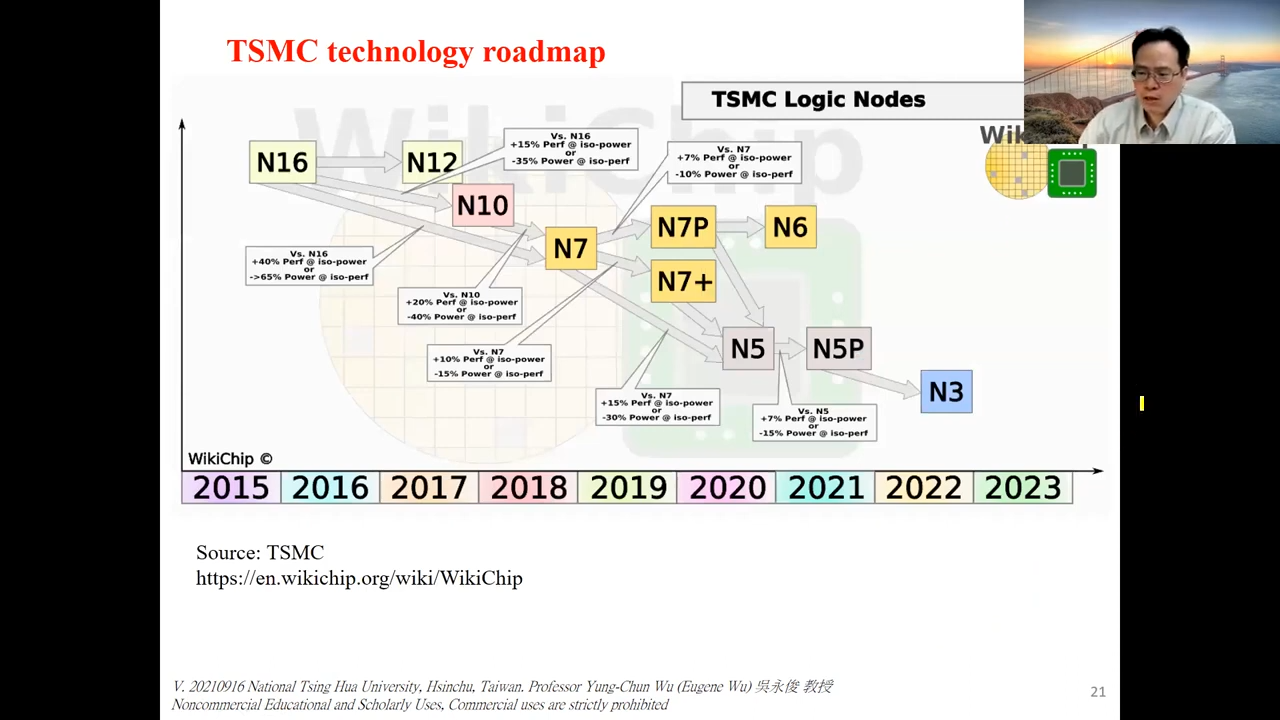 TSMC technology roadmap
WikiChip
TSMC Logic Nodes
Wik
N16
N12
Vs. N16
+15% Perf @ iso-power
or
-35% Power @ iso-perf
Vs. N7
+7% Perf @ iso-power
or
-10% Power @ iso-perf
N10
N7
N7P
N6
Vs. N16
+40% Perf @ iso-power
or
->65% Power @ iso-perf
N7+
Vs. N10
+20% Perf @ iso-power
or
-40% Power @ iso-perf
N5
N5P
Vs. N7
+10% Perf @ iso-power
or
-15% Power @ iso-perf
N3
Vs. N7
+15% Perf @ iso-power
or
-30% Power @ iso-perf
Vs. N5
+7% Perf @ iso-power
or
-15% Power @ iso-perf
WikiChip ©
2015 2016 2017 2018 2019 2020 2021 2022 2023
Source: TSMC
https://en.wikichip.org/wiki/WikiChip
V. 20210916 National Tsing Hua University, Hsinchu, Taiwan. Professor Yung-Chun Wu (Eugene Wu) 吳永俊 教授
Noncommercial Educational and Scholarly Uses, Commercial uses are strictly prohibited
21